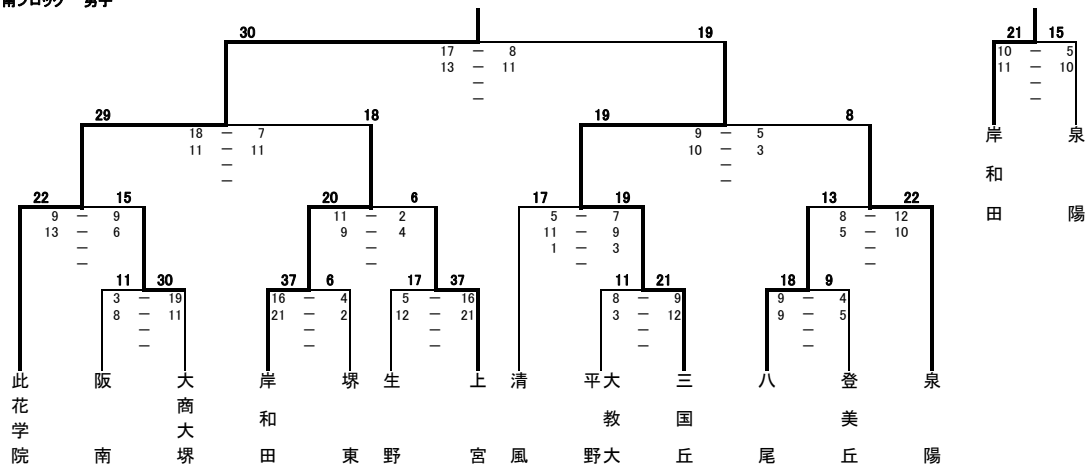 南ブロック 男子
30 19 21 15
17 － 8 10 － 5
13 － 11 11 － 10
－ －
－ －
29 18 19 8
18 － 7 9 － 5
11 － 11 10 － 3
－ －
－ －
岸和田 泉陽
22 15 20 6 17 19 13 22
9 － 9 11 － 2 5 － 7 8 － 12
13 － 6 9 － 4 11 － 9 5 － 10
－ － 1 － 3 －
－ － － －
11 30 37 6 17 37 11 21 18 9
3 － 19 16 － 4 5 － 16 8 － 9 9 － 4
8 － 11 21 － 2 12 － 21 3 － 12 9 － 5
－ － － － －
－ － － － －
此花学院 阪南 大商大堺 岸和田 堺東 生野 上宮 清風 大教大平野 三国丘 八尾 登美丘 泉陽